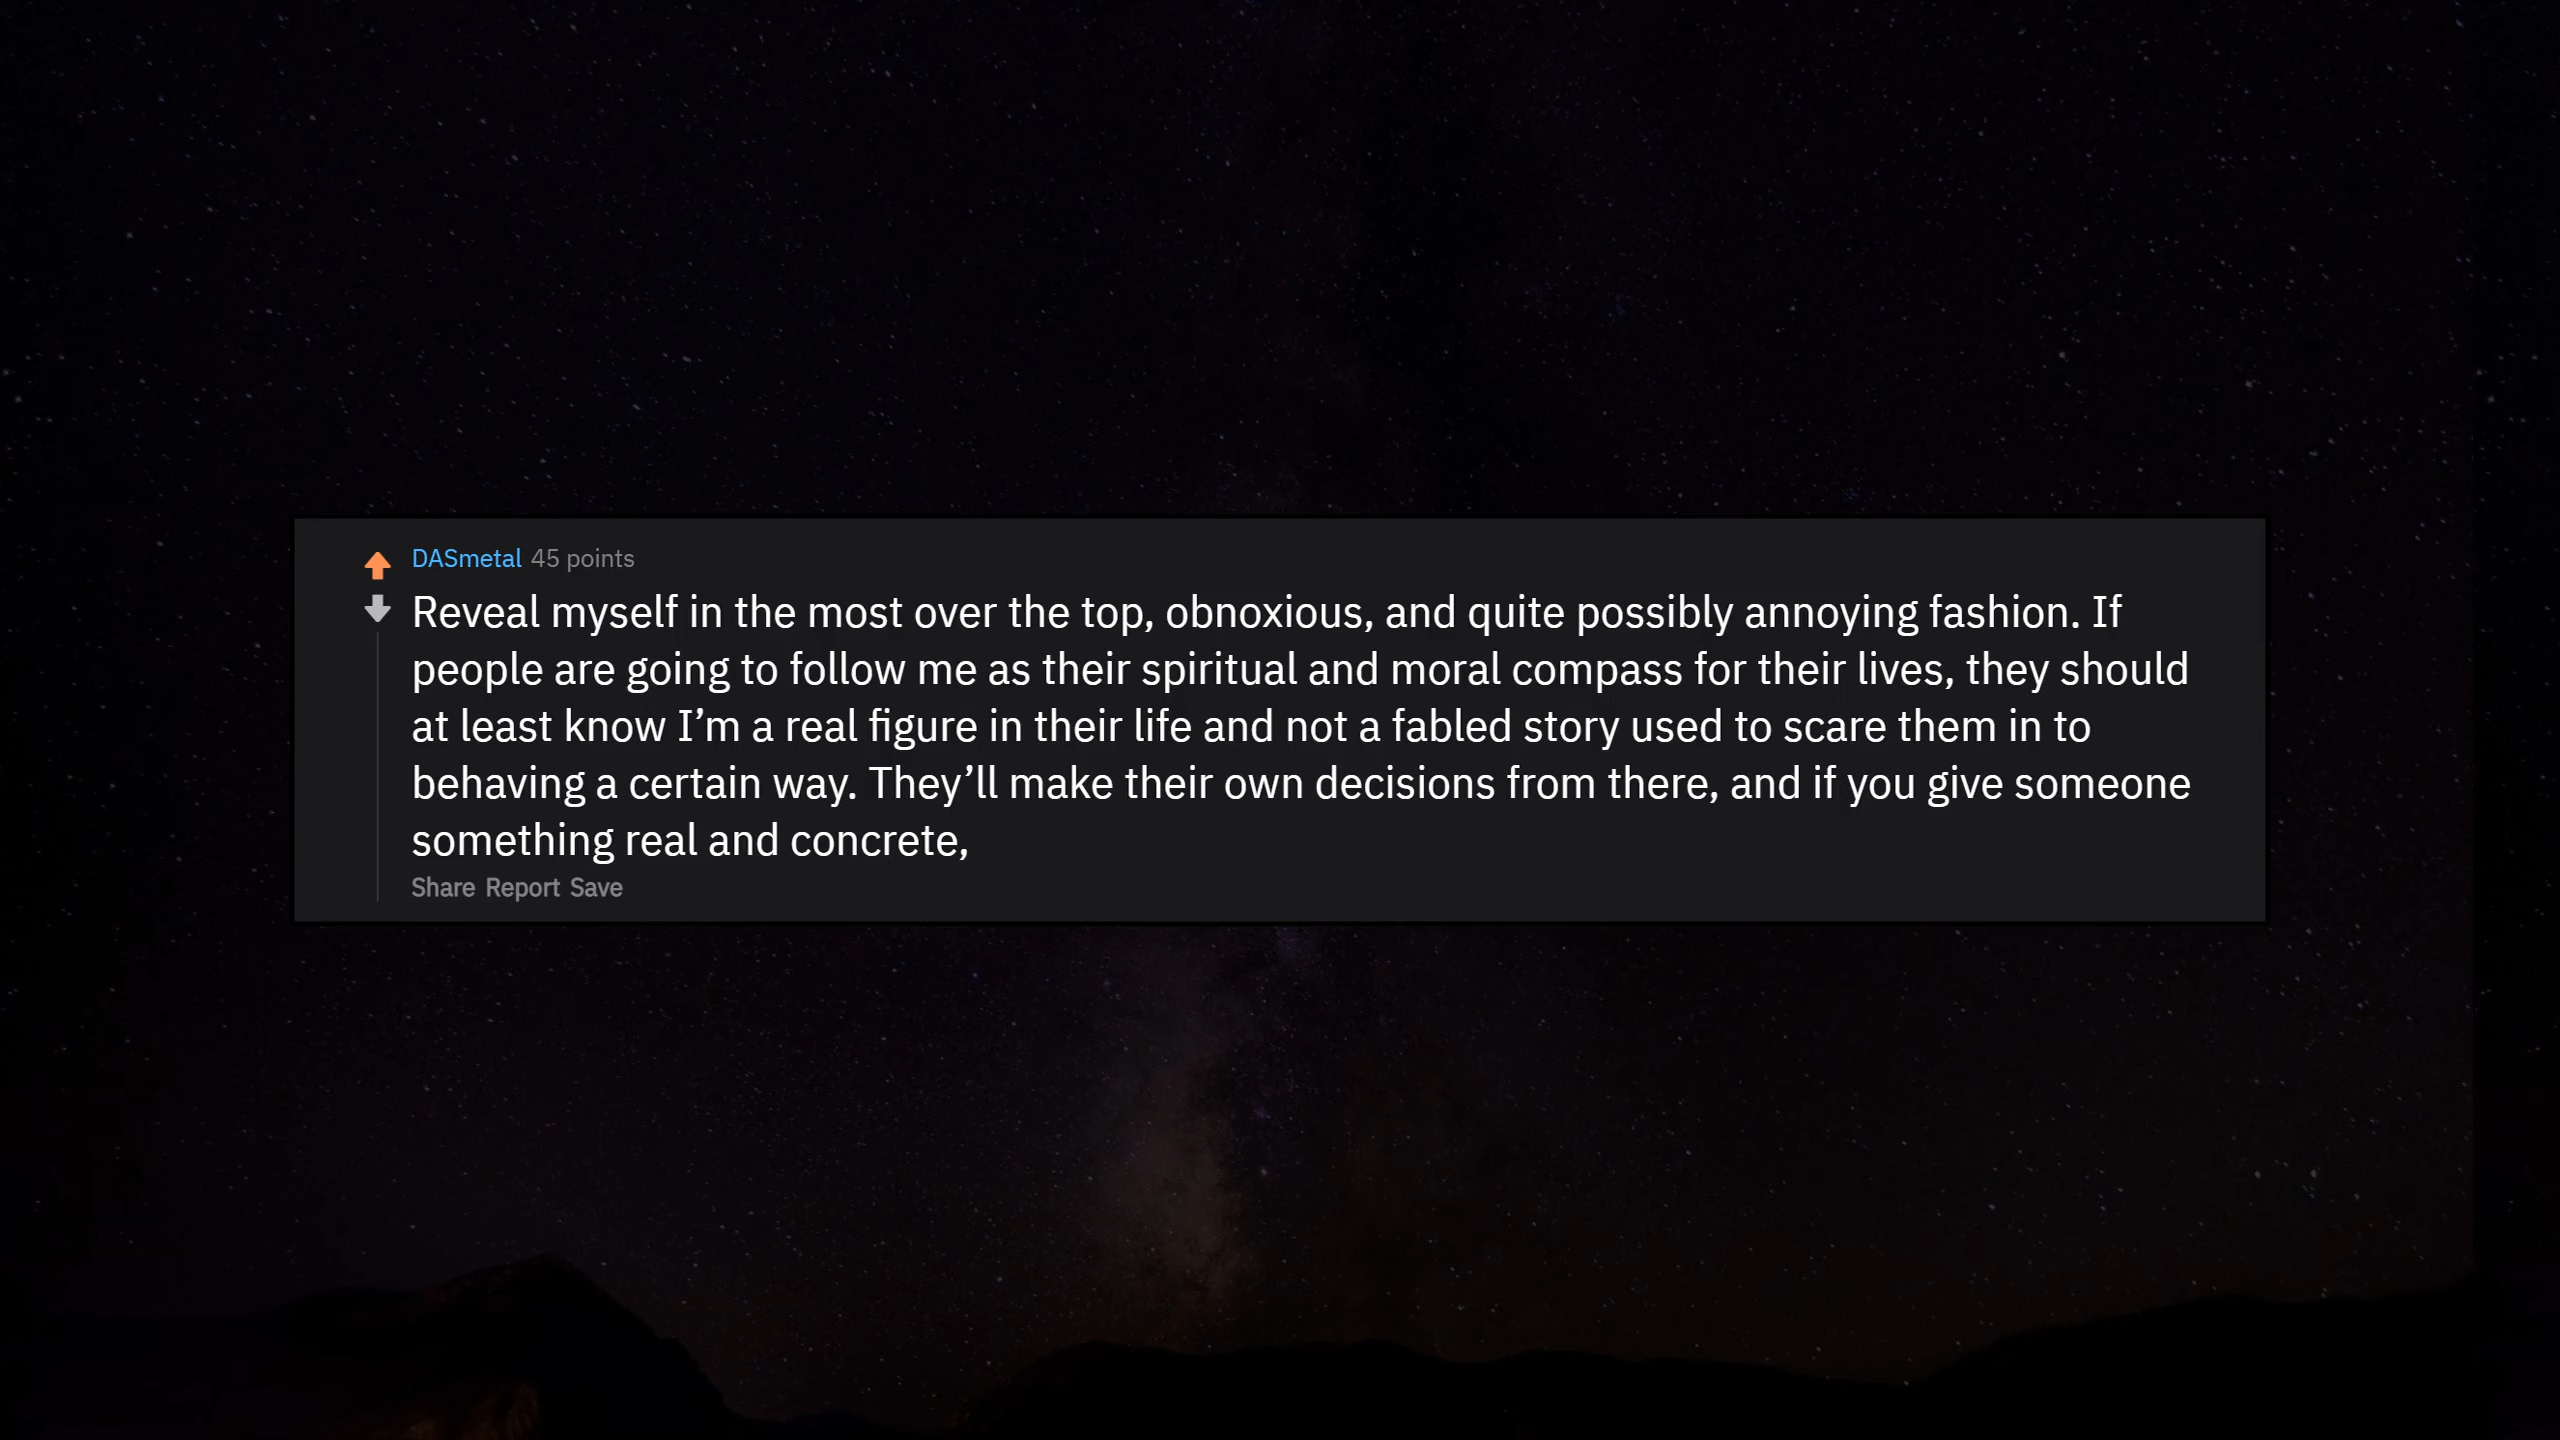 DASmetal 45 points
Reveal myself in the most over the top, obnoxious, and quite possibly annoying fashion. If
people are going to follow me as their spiritual and moral compass for their lives, they should
at least know I’m a real figure in their life and not a fabled story used to scare them in to
behaving a certain way. They’ll make their own decisions from there, and if you give someone
something real and concrete,
Share Report Save